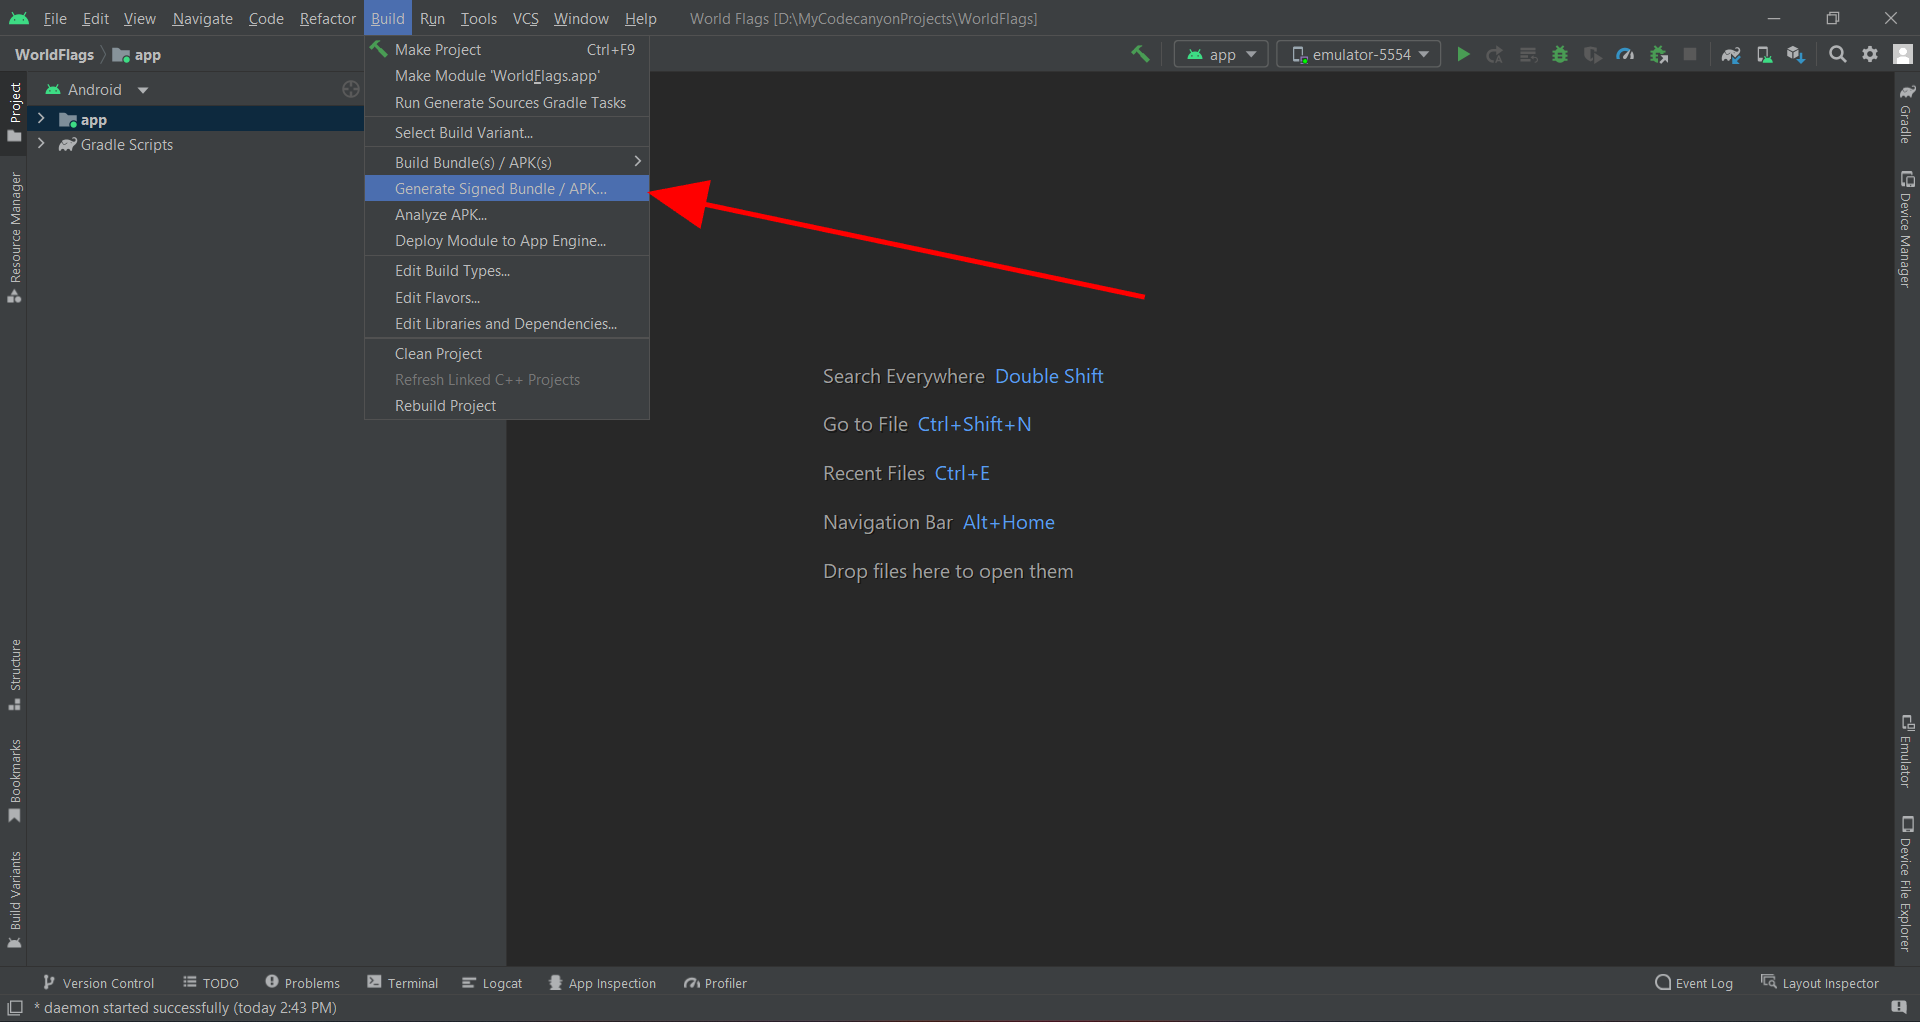 File Edit View Navigate Code Refactor Build Run Tools VCS Window Help World Flags [D:\MyCodecanyonProjects\WorldFlags]
WorldFlags app
app emulator-5554
Make Project Ctrl+F9
Make Module 'WorldFlags.app'
Run Generate Sources Gradle Tasks
Select Build Variant...
Build Bundle(s) / APK(s)
Generate Signed Bundle / APK...
Analyze APK...
Deploy Module to App Engine...
Edit Build Types...
Edit Flavors...
Edit Libraries and Dependencies...
Clean Project
Refresh Linked C++ Projects
Rebuild Project
Android
app
Gradle Scripts
Project
Resource Manager
Structure
Bookmarks
Build Variants
Search Everywhere Double Shift
Go to File Ctrl+Shift+N
Recent Files Ctrl+E
Navigation Bar Alt+Home
Drop files here to open them
Gradle
Device Manager
Emulator
Device File Explorer
Version Control TODO Problems Terminal Logcat App Inspection Profiler Event Log Layout Inspector
* daemon started successfully (today 2:43 PM)